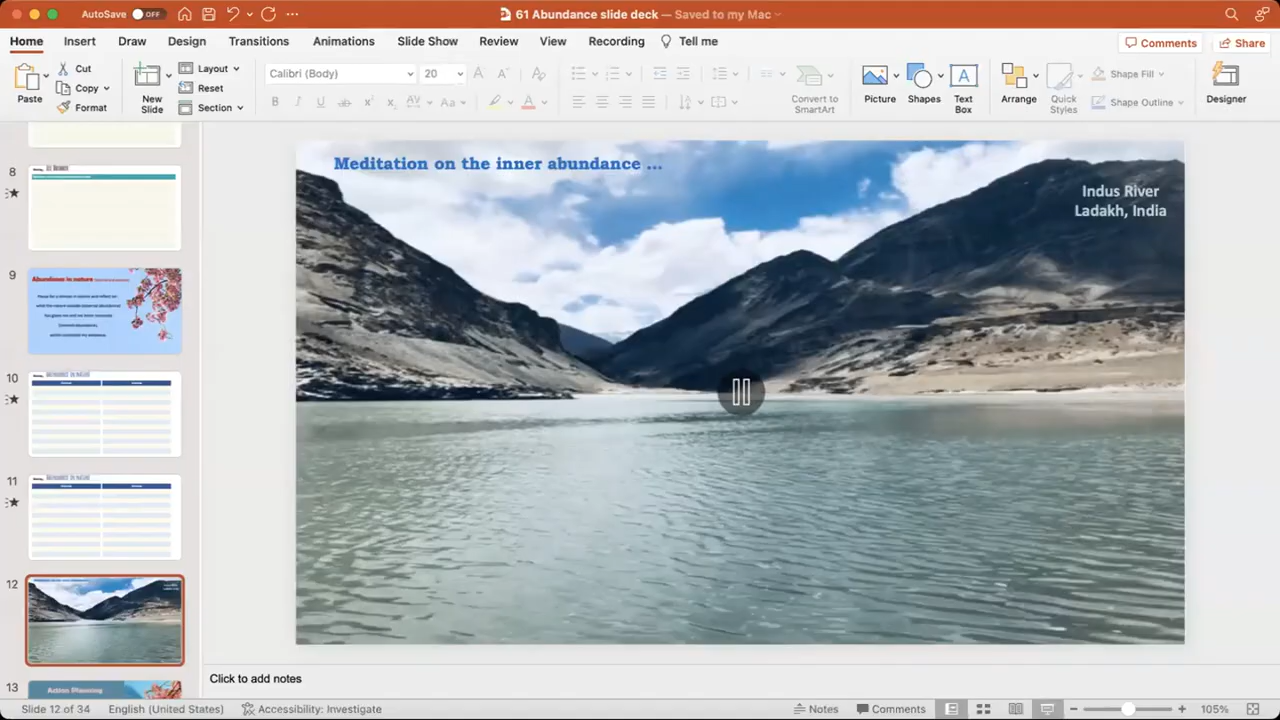 AutoSave OFF
61 Abundance slide deck — Saved to my Mac
Home Insert Draw Design Transitions Animations Slide Show Review View Recording Tell me
Comments Share
Paste
Cut
Copy
Format
New Slide
Layout
Reset
Section
Calibri (Body) 20
Convert to SmartArt
Picture
Shapes
Text Box
Arrange
Quick Styles
Shape Fill
Shape Outline
Designer
8
9
Abundance in nature
10
11
12
13
Action Planning
Meditation on the inner abundance ...
Indus River
Ladakh, India
Click to add notes
Slide 12 of 34 English (United States) Accessibility: Investigate
Notes Comments 105%